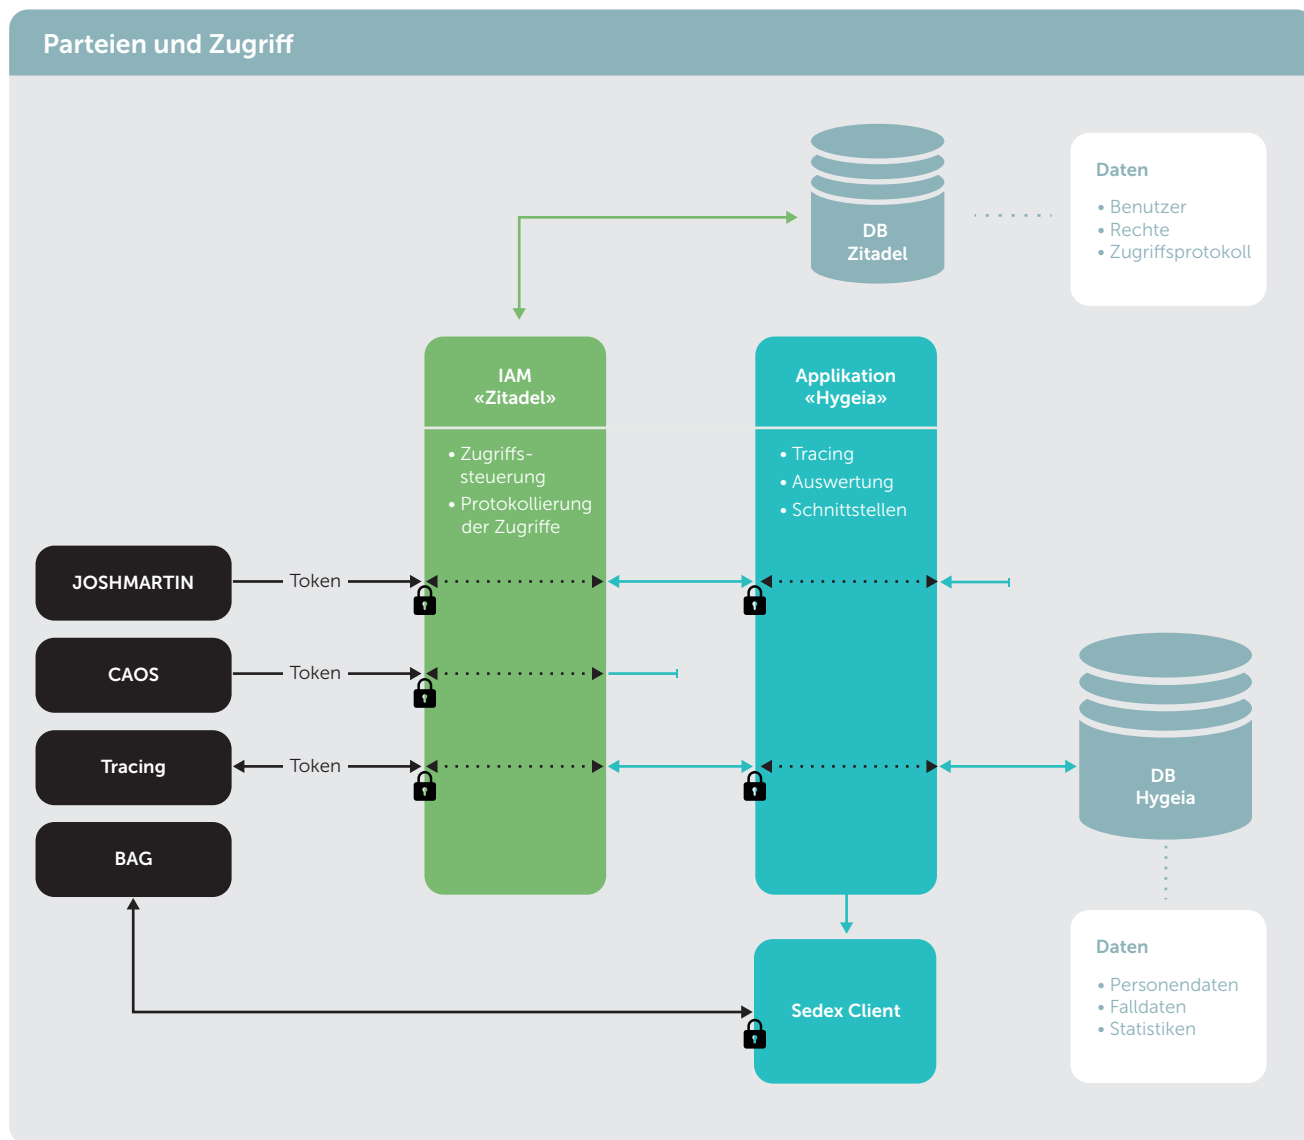 Parteien und Zugriff
DB
Zitadel
Daten
• Benutzer
• Rechte
• Zugriffsprotokoll
IAM
«Zitadel»
• Zugriffs-
steuerung
• Protokollierung
der Zugriffe
Applikation
«Hygeia»
• Tracing
• Auswertung
• Schnittstellen
JOSHMARTIN
Token
CAOS
Token
Tracing
Token
BAG
DB
Hygeia
Sedex Client
Daten
• Personendaten
• Falldaten
• Statistiken